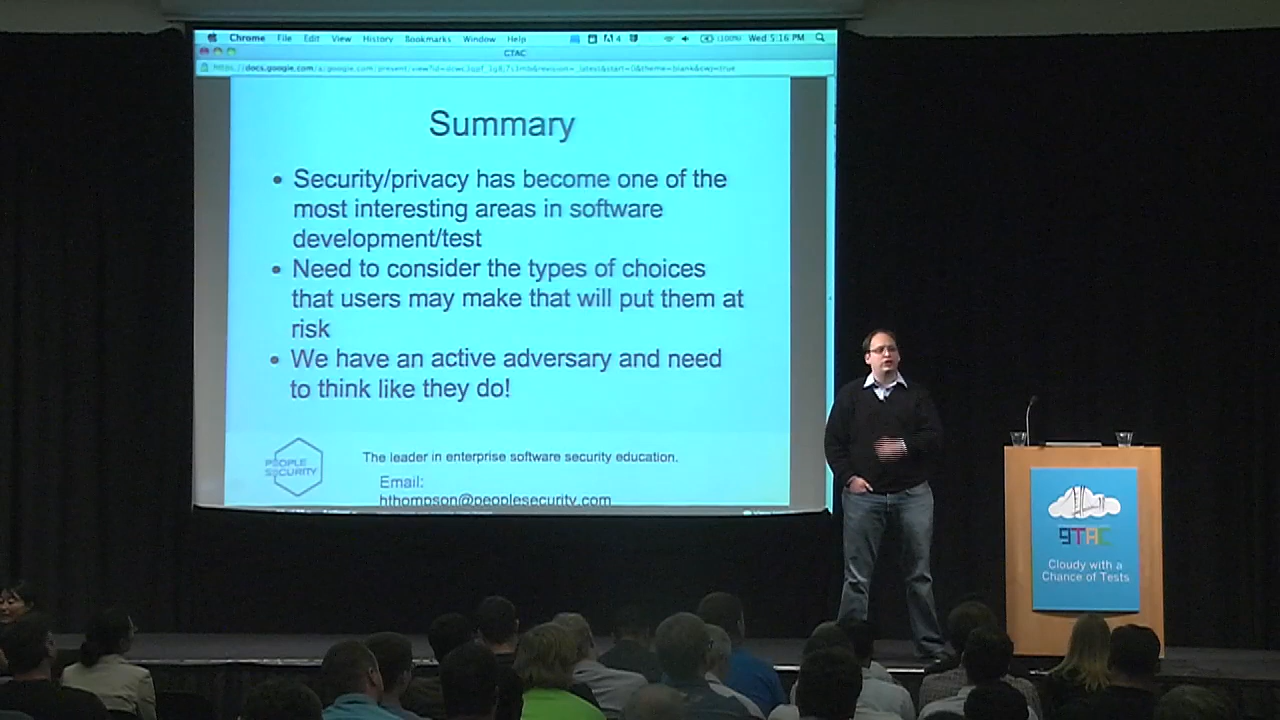 Chrome File Edit View History Bookmarks Window Help
4 (100%) Wed 5:16 PM
CTAC
Summary
• Security/privacy has become one of the
most interesting areas in software
development/test
• Need to consider the types of choices
that users may make that will put them at
risk
• We have an active adversary and need
to think like they do!
PEOPLE
SECURITY
The leader in enterprise software security education.
Email:
hthompson@peoplesecurity.com
gTAC
Cloudy with a
Chance of Tests